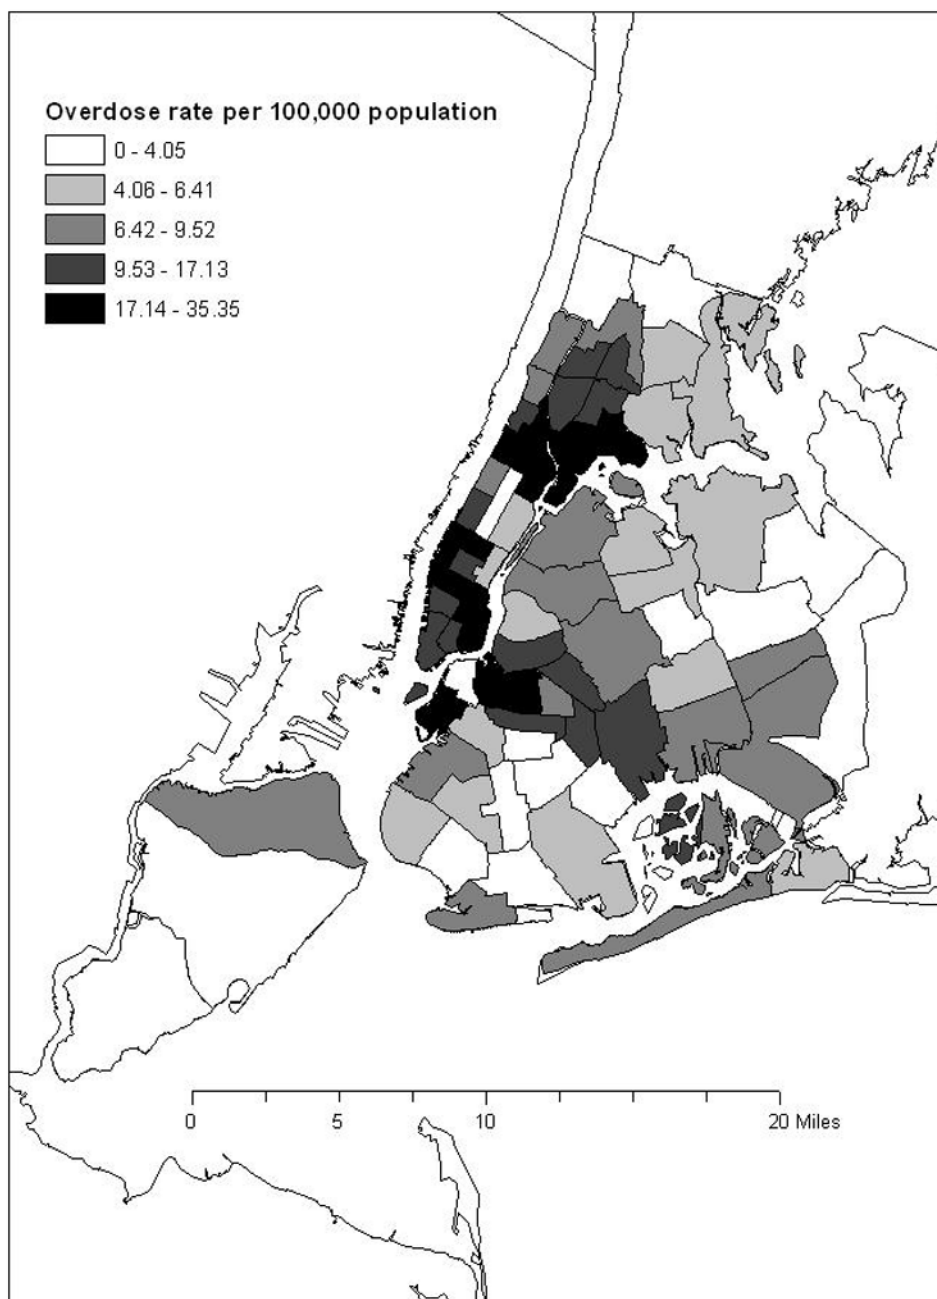 Overdose rate per 100,000 population
0 - 4.05
4.06 - 6.41
6.42 - 9.52
9.53 - 17.13
17.14 - 35.35
0 5 10 20 Miles